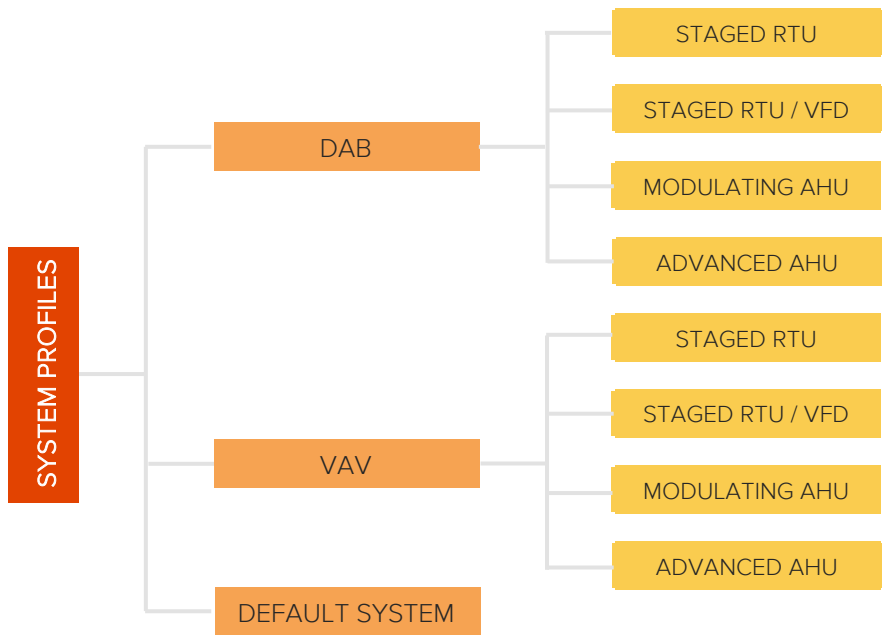 SYSTEM PROFILES
DAB
STAGED RTU
STAGED RTU / VFD
MODULATING AHU
ADVANCED AHU
VAV
STAGED RTU
STAGED RTU / VFD
MODULATING AHU
ADVANCED AHU
DEFAULT SYSTEM